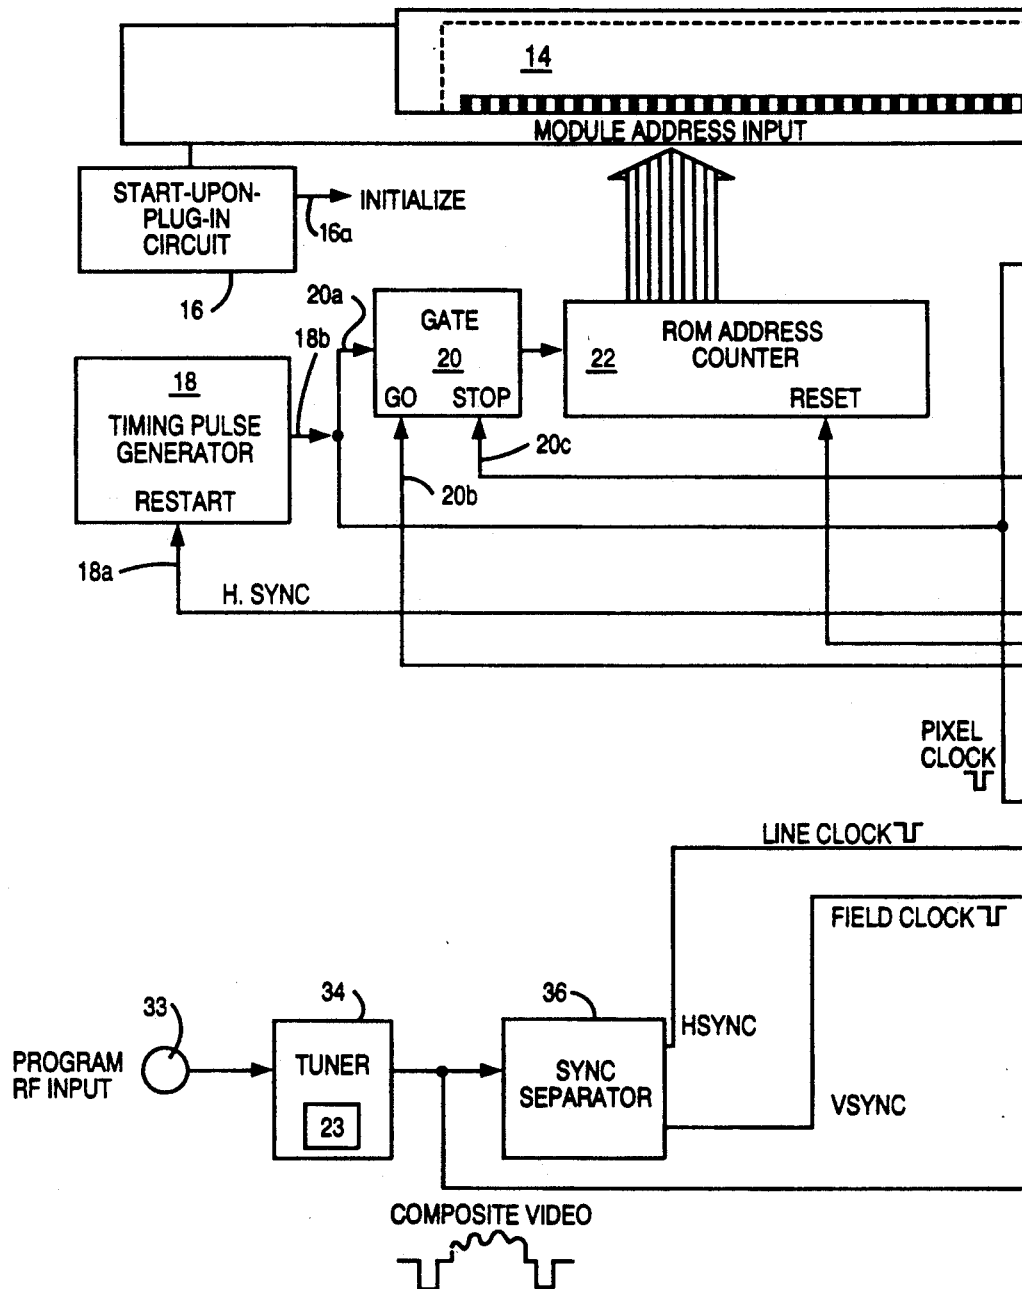 14
MODULE ADDRESS INPUT
START-UPON-
PLUG-IN
CIRCUIT
INITIALIZE
16a
16
20a
18b
GATE
20
GO STOP
ROM ADDRESS
COUNTER
22
RESET
18
TIMING PULSE
GENERATOR
RESTART
20c
20b
18a
H. SYNC
PIXEL
CLOCK
LINE CLOCK
FIELD CLOCK
33
34
36
HSYNC
PROGRAM
RF INPUT
TUNER
23
SYNC
SEPARATOR
VSYNC
COMPOSITE VIDEO